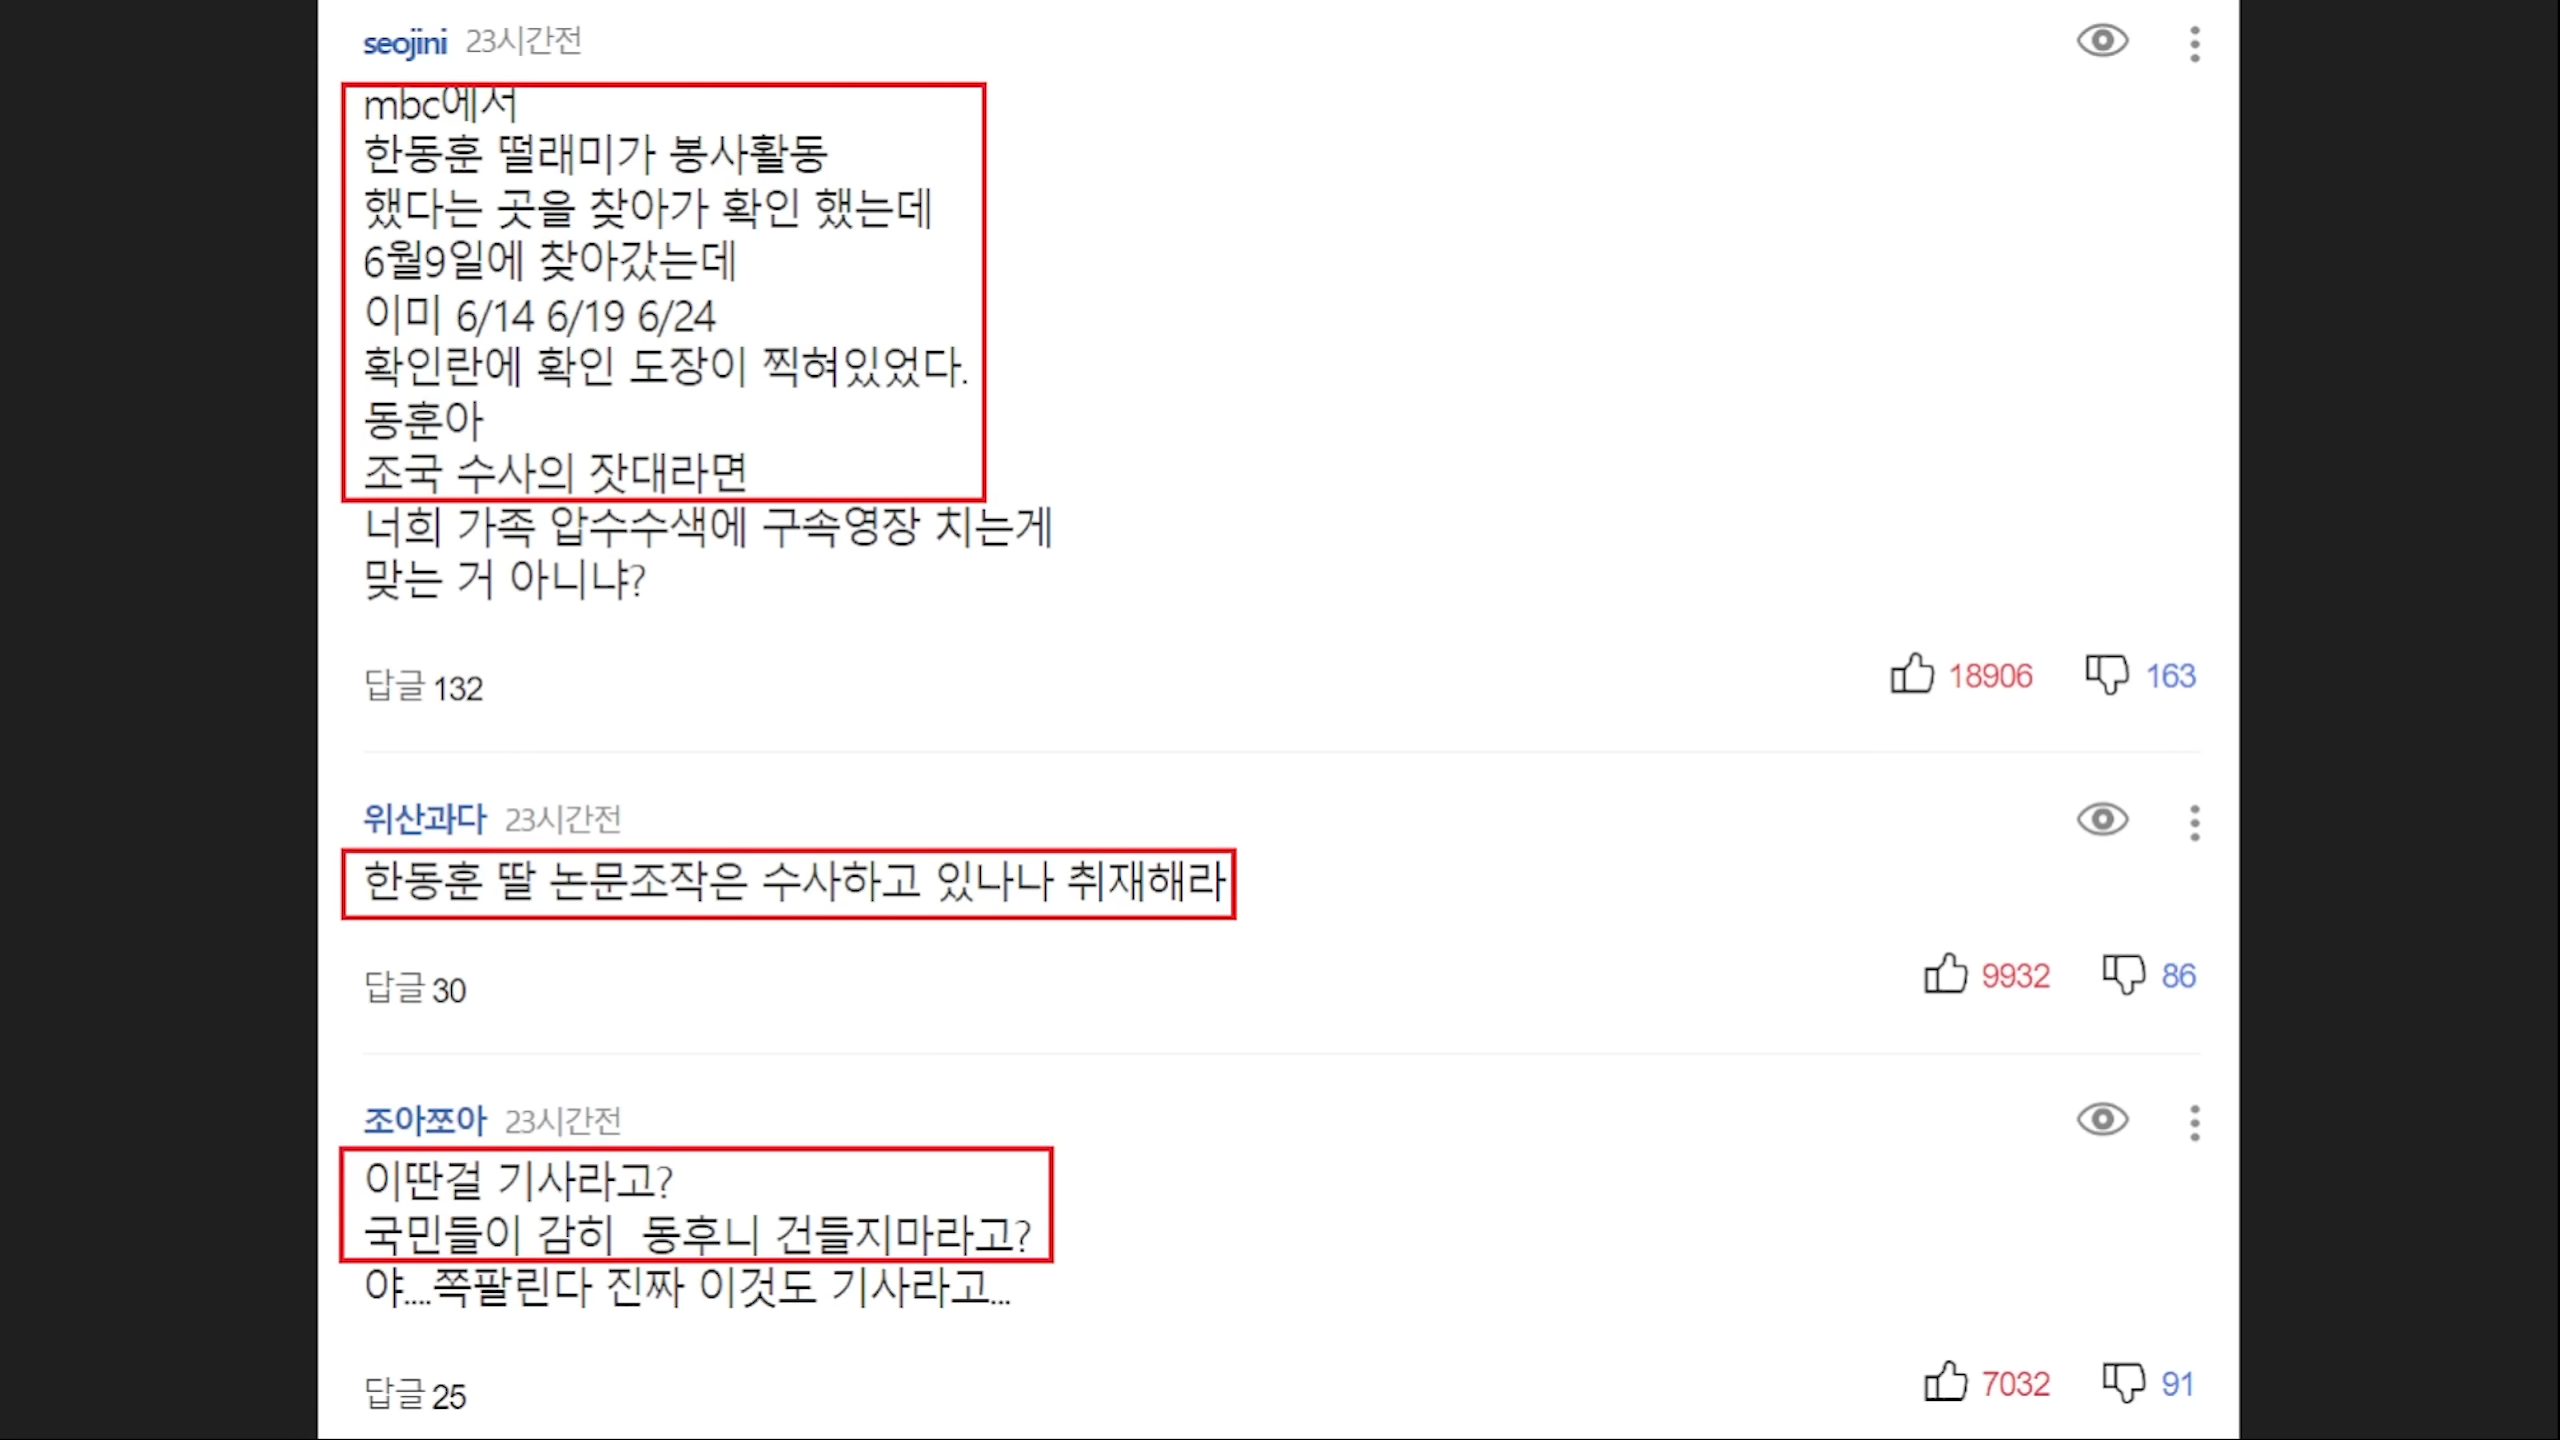 seojini 23시간전
mbc에서
한동훈 떨래미가 봉사활동
했다는 곳을 찾아가 확인 했는데
6월9일에 찾아갔는데
이미 6/14 6/19 6/24
확인란에 확인 도장이 찍혀있었다.
동훈아
조국 수사의 잣대라면
너희 가족 압수수색에 구속영장 치는게
맞는 거 아니냐?
답글 132 18906 163
위산과다 23시간전
한동훈 딸 논문조작은 수사하고 있나나 취재해라
답글 30 9932 86
조아쪼아 23시간전
이딴걸 기사라고?
국민들이 감히 동후니 건들지마라고?
야....쪽팔린다 진짜 이것도 기사라고...
답글 25 7032 91